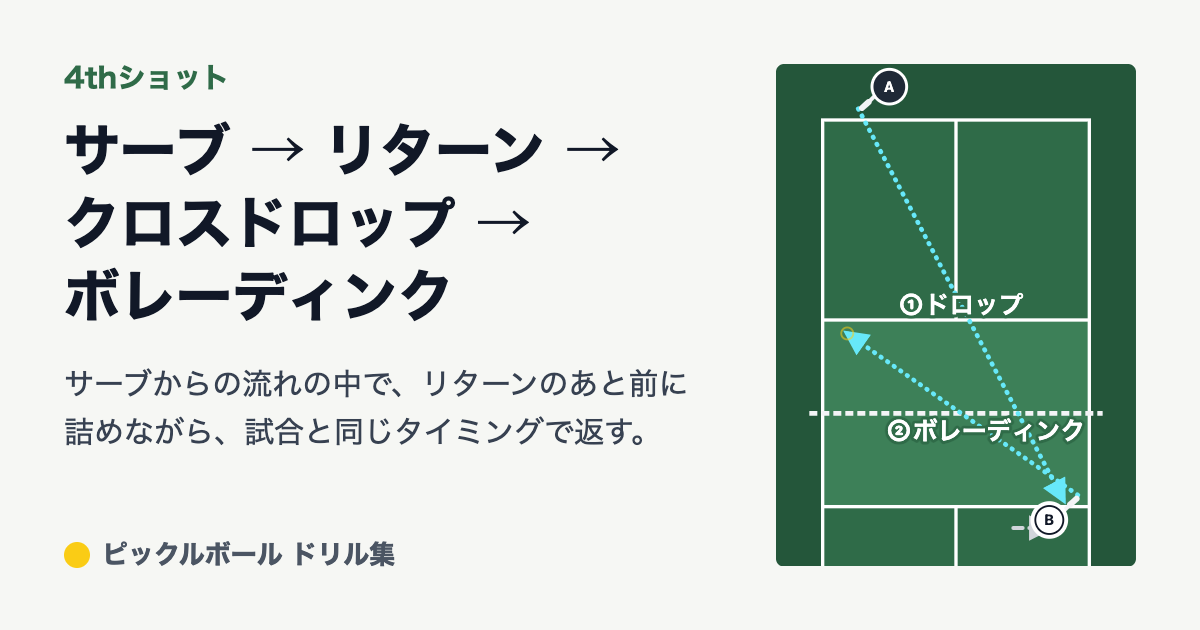 4thショット
サーブ → リターン →
クロスドロップ →
ボレーディンク
サーブからの流れの中で、リターンのあと前に
詰めながら、試合と同じタイミングで返す。
ピックルボール ドリル集
A
①ドロップ
②ボレーディンク
B